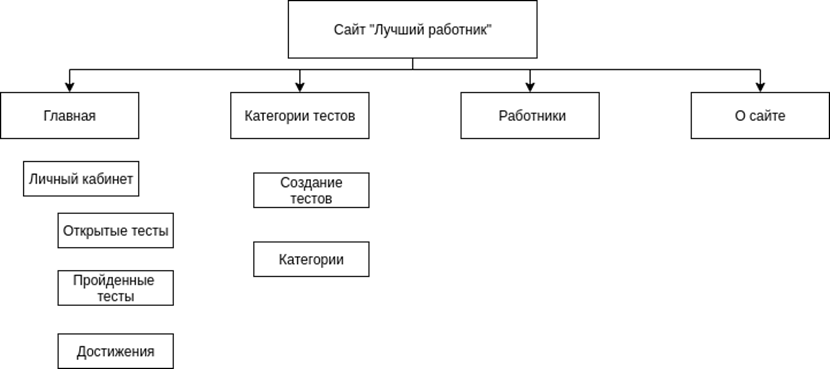 Сайт "Лучший работник"
Главная
Категории тестов
Работники
О сайте
Личный кабинет
Создание
тестов
Открытые тесты
Категории
Пройденные
тесты
Достижения